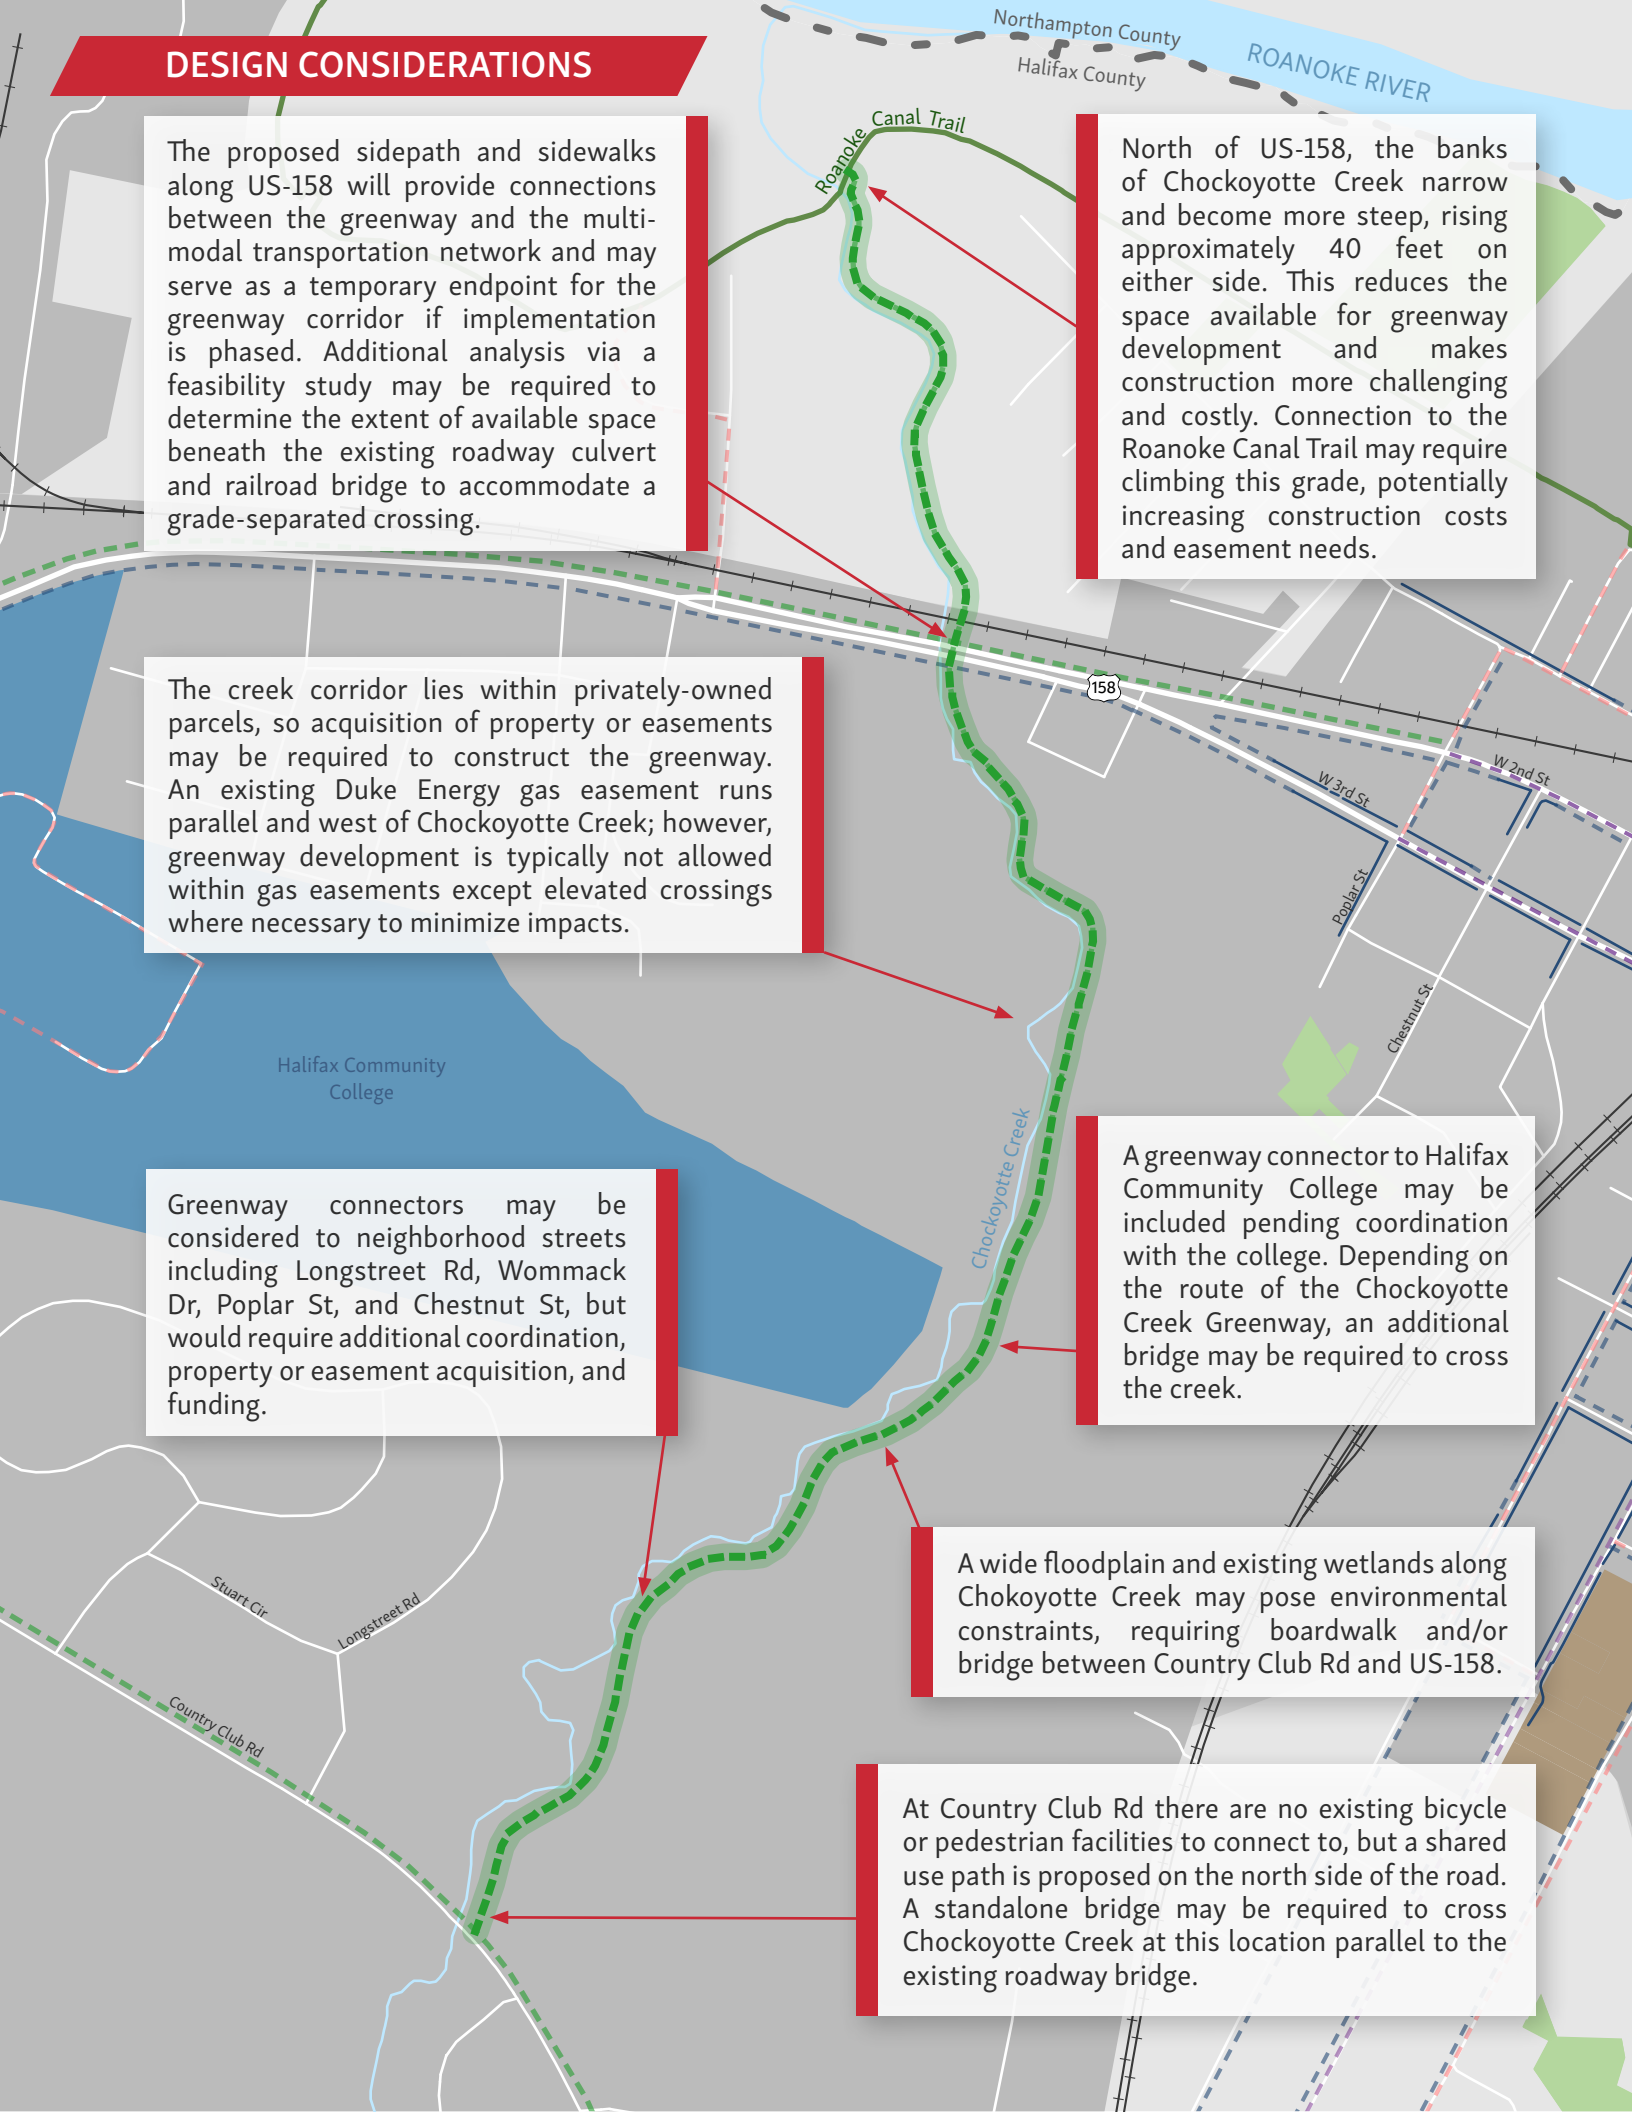 DESIGN CONSIDERATIONS
Northampton County
Halifax County
ROANOKE RIVER
Roanoke Canal Trail
The proposed sidepath and sidewalks
along US-158 will provide connections
between the greenway and the multi-
modal transportation network and may
serve as a temporary endpoint for the
greenway corridor if implementation
is phased. Additional analysis via a
feasibility study may be required to
determine the extent of available space
beneath the existing roadway culvert
and railroad bridge to accommodate a
grade-separated crossing.
North of US-158, the banks
of Chockoyotte Creek narrow
and become more steep, rising
approximately 40 feet on
either side. This reduces the
space available for greenway
development and makes
construction more challenging
and costly. Connection to the
Roanoke Canal Trail may require
climbing this grade, potentially
increasing construction costs
and easement needs.
158
W 2nd St
W 3rd St
Poplar St
Chestnut St
The creek corridor lies within privately-owned
parcels, so acquisition of property or easements
may be required to construct the greenway.
An existing Duke Energy gas easement runs
parallel and west of Chockoyotte Creek; however,
greenway development is typically not allowed
within gas easements except elevated crossings
where necessary to minimize impacts.
Halifax Community
College
Chockoyotte Creek
Greenway connectors may be
considered to neighborhood streets
including Longstreet Rd, Wommack
Dr, Poplar St, and Chestnut St, but
would require additional coordination,
property or easement acquisition, and
funding.
A greenway connector to Halifax
Community College may be
included pending coordination
with the college. Depending on
the route of the Chockoyotte
Creek Greenway, an additional
bridge may be required to cross
the creek.
Stuart Cir
Longstreet Rd
Country Club Rd
A wide floodplain and existing wetlands along
Chokoyotte Creek may pose environmental
constraints, requiring boardwalk and/or
bridge between Country Club Rd and US-158.
At Country Club Rd there are no existing bicycle
or pedestrian facilities to connect to, but a shared
use path is proposed on the north side of the road.
A standalone bridge may be required to cross
Chockoyotte Creek at this location parallel to the
existing roadway bridge.